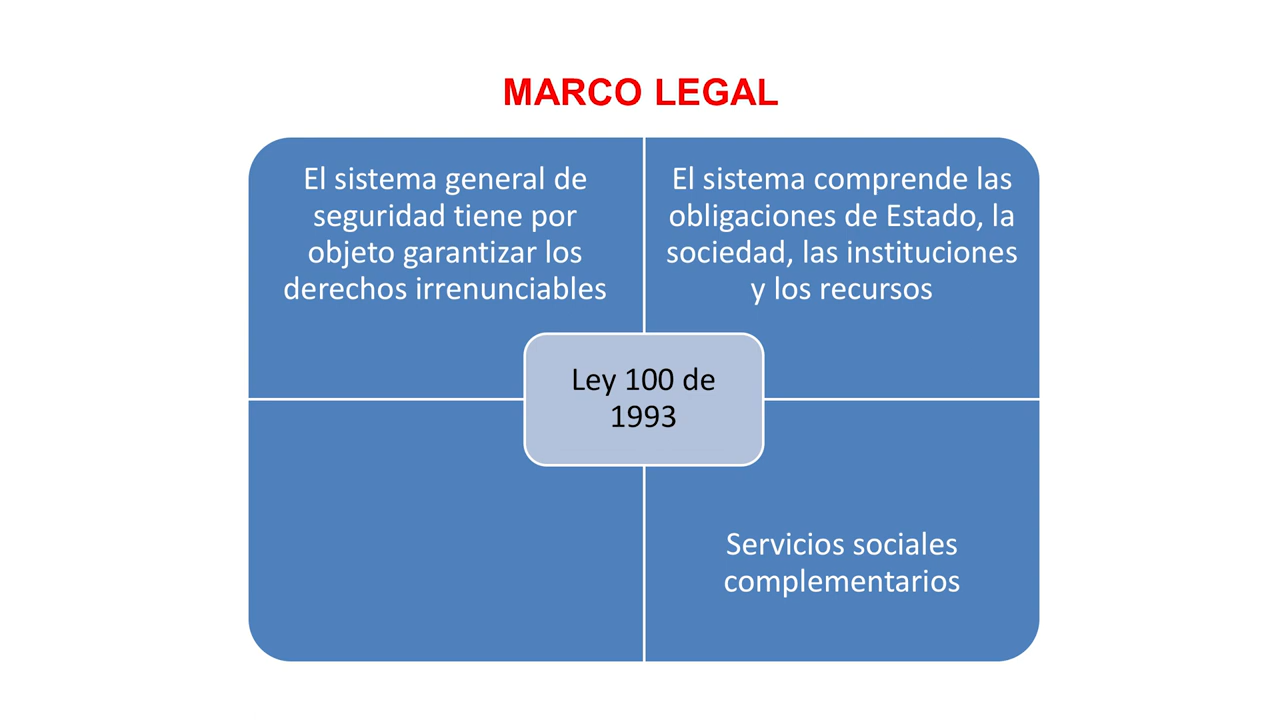 MARCO LEGAL
El sistema general de
seguridad tiene por
objeto garantizar los
derechos irrenunciables
El sistema comprende las
obligaciones de Estado, la
sociedad, las instituciones
y los recursos
Ley 100 de
1993
Servicios sociales
complementarios